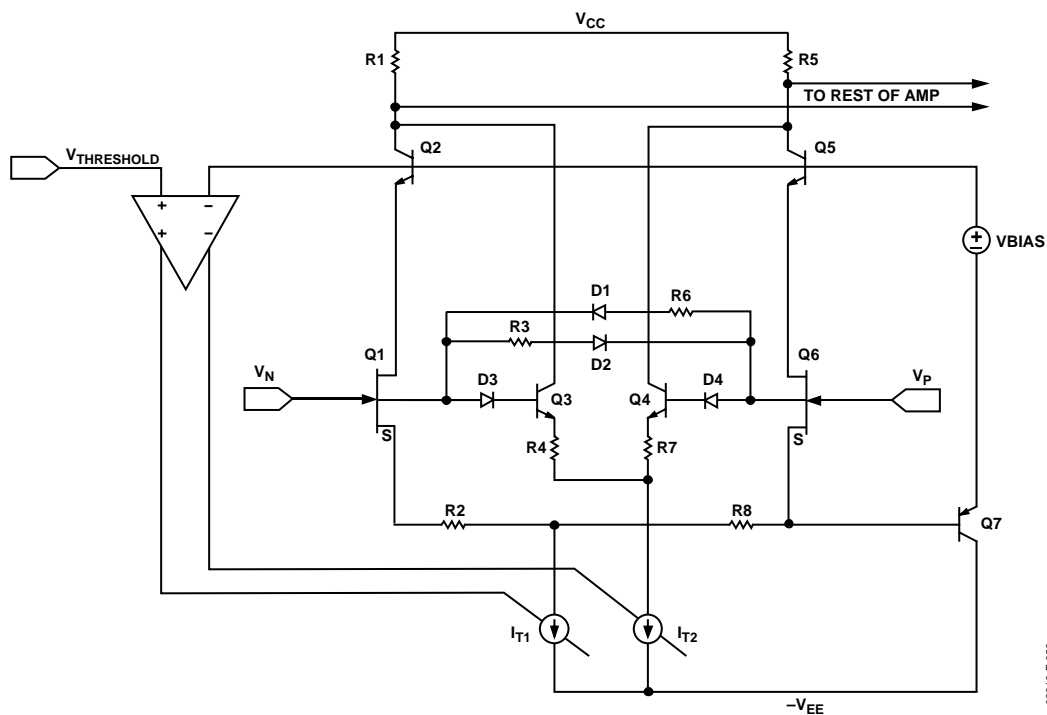 VCC
R1
R5
TO REST OF AMP
VTHRESHOLD
Q2
Q5
+
−
+
−
+
−
VBIAS
D1
R6
R3
D2
Q1
Q6
VN
VP
D3
Q3
Q4
D4
S
S
R4
R7
R2
R8
Q7
IT1
IT2
−VEE